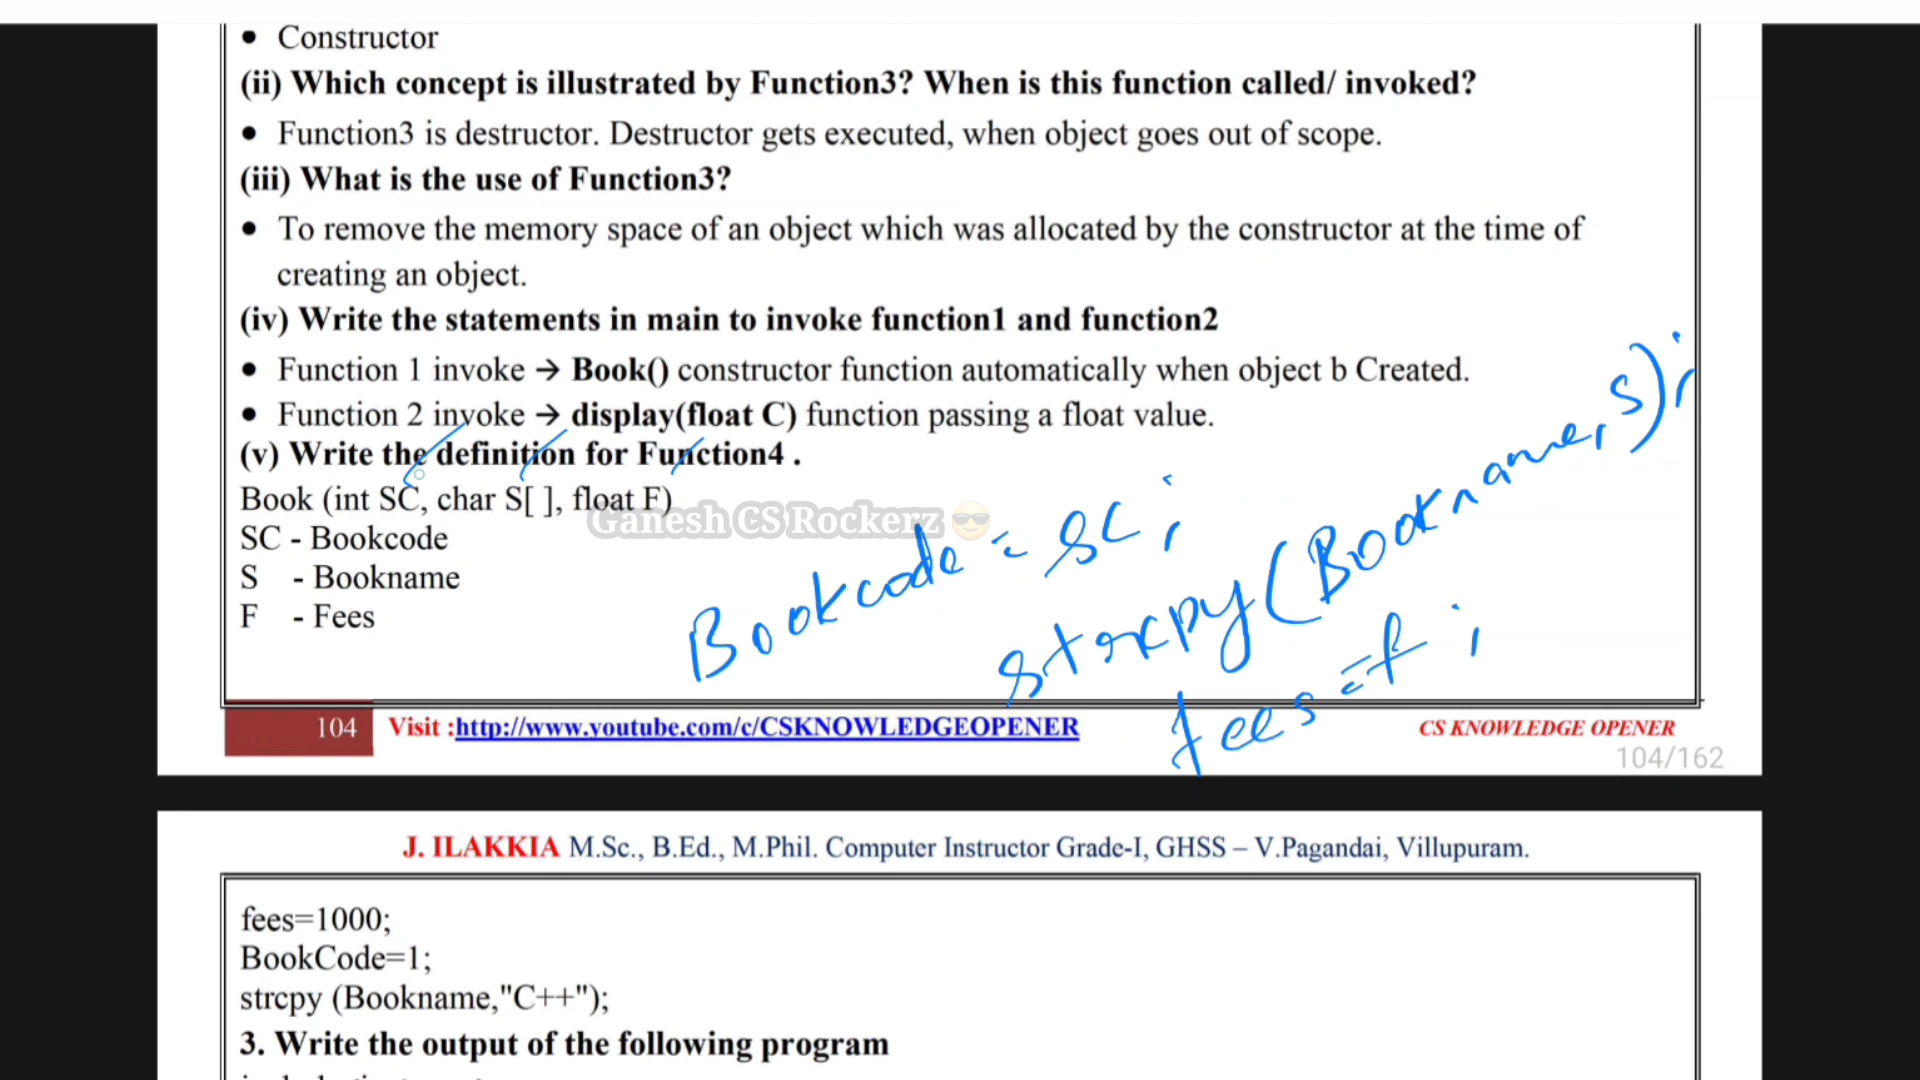 • Constructor
(ii) Which concept is illustrated by Function3? When is this function called/ invoked?
• Function3 is destructor. Destructor gets executed, when object goes out of scope.
(iii) What is the use of Function3?
• To remove the memory space of an object which was allocated by the constructor at the time of
creating an object.
(iv) Write the statements in main to invoke function1 and function2
• Function 1 invoke → Book() constructor function automatically when object b Created.
• Function 2 invoke → display(float C) function passing a float value.
(v) Write the definition for Function4 .
Book (int SC, char S[ ], float F)
Ganesh CS Rockerz 😎
SC - Bookcode
S - Bookname
F - Fees
Bookcode = SC ;
strcpy(Bookname, S);
fees = f ;
104 Visit :http://www.youtube.com/c/CSKNOWLEDGEOPENER CS KNOWLEDGE OPENER
104/162
J. ILAKKIA M.Sc., B.Ed., M.Phil. Computer Instructor Grade-I, GHSS – V.Pagandai, Villupuram.
fees=1000;
BookCode=1;
strcpy (Bookname,"C++");
3. Write the output of the following program